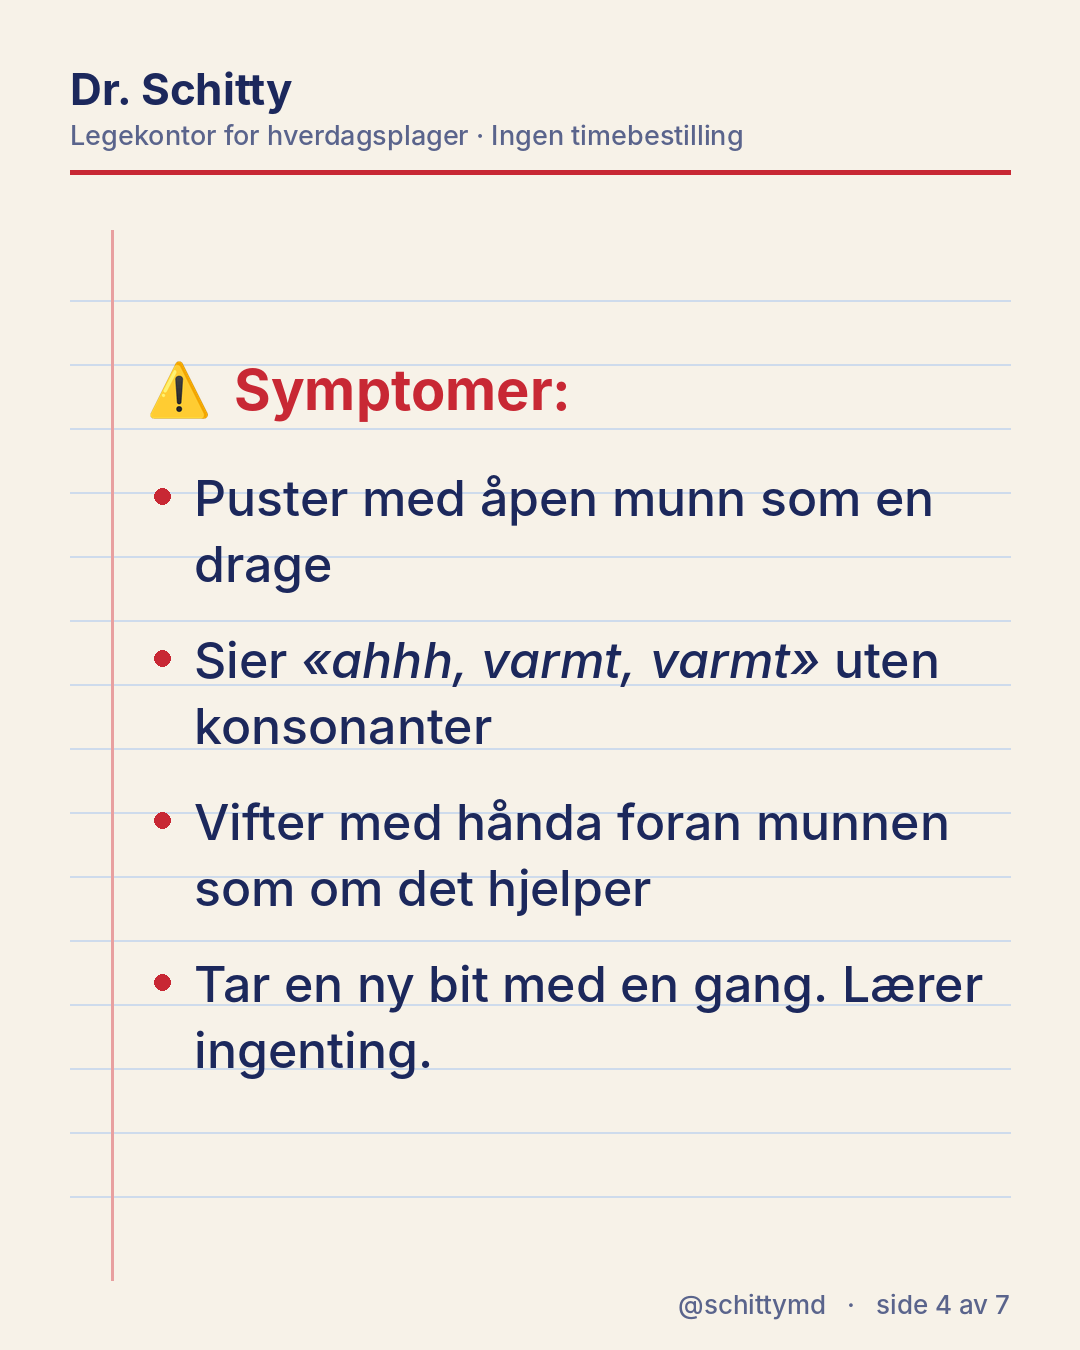 Dr. Schitty
Legekontor for hverdagsplager · Ingen timebestilling
⚠️ Symptomer:
• Puster med åpen munn som en
drage
• Sier «ahhh, varmt, varmt» uten
konsonanter
• Vifter med hånda foran munnen
som om det hjelper
• Tar en ny bit med en gang. Lærer
ingenting.
@schittymd · side 4 av 7